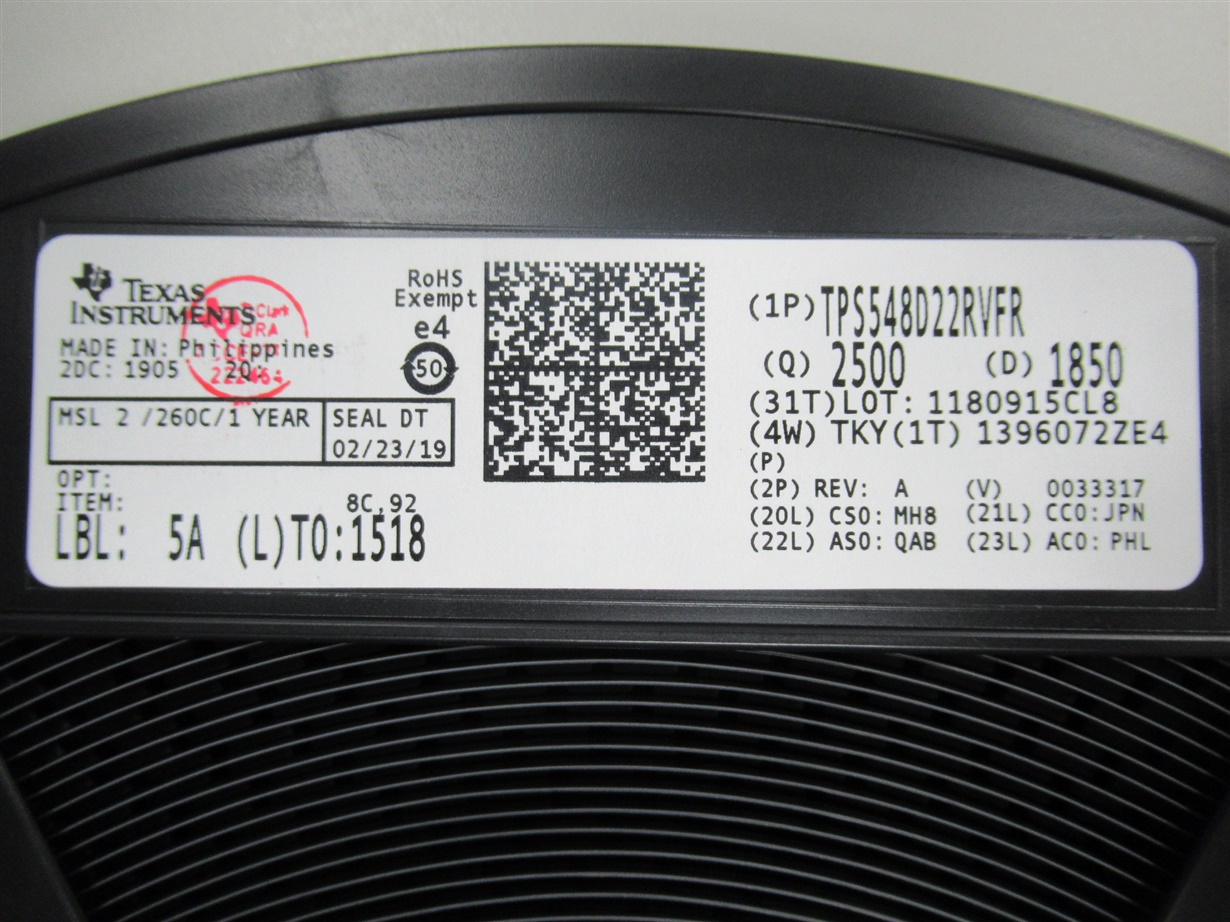 TEXAS
INSTRUMENTS
MADE IN: Philippines
2DC: 1905 2Q:
QRA
MSL 2 /260C/1 YEAR
SEAL DT
02/23/19
OPT:
ITEM: 8C,92
LBL: 5A (L)TO:1518
RoHS
Exempt
e4
50
(1P)TPS548D22RVFR
(Q) 2500 (D) 1850
(31T)LOT: 1180915CL8
(4W) TKY(1T) 1396072ZE4
(P)
(2P) REV: A (V) 0033317
(20L) CSO: MH8 (21L) CCO:JPN
(22L) ASO: QAB (23L) ACO: PHL